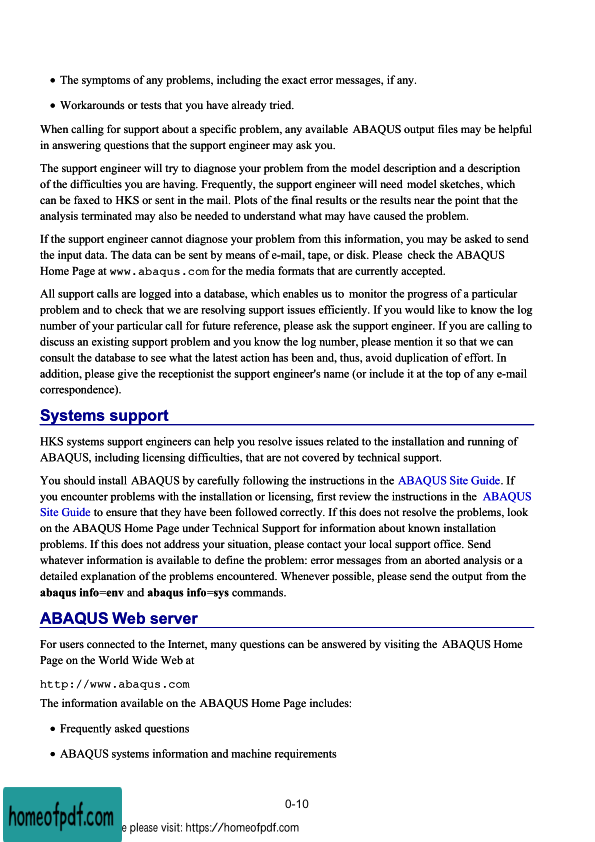 • The symptoms of any problems, including the exact error messages, if any.
• Workarounds or tests that you have already tried.
When calling for support about a specific problem, any available ABAQUS output files may be helpful
in answering questions that the support engineer may ask you.
The support engineer will try to diagnose your problem from the model description and a description
of the difficulties you are having. Frequently, the support engineer will need model sketches, which
can be faxed to HKS or sent in the mail. Plots of the final results or the results near the point that the
analysis terminated may also be needed to understand what may have caused the problem.
If the support engineer cannot diagnose your problem from this information, you may be asked to send
the input data. The data can be sent by means of e-mail, tape, or disk. Please check the ABAQUS
Home Page at www.abaqus.com for the media formats that are currently accepted.
All support calls are logged into a database, which enables us to monitor the progress of a particular
problem and to check that we are resolving support issues efficiently. If you would like to know the log
number of your particular call for future reference, please ask the support engineer. If you are calling to
discuss an existing support problem and you know the log number, please mention it so that we can
consult the database to see what the latest action has been and, thus, avoid duplication of effort. In
addition, please give the receptionist the support engineer's name (or include it at the top of any e-mail
correspondence).
Systems support
HKS systems support engineers can help you resolve issues related to the installation and running of
ABAQUS, including licensing difficulties, that are not covered by technical support.
You should install ABAQUS by carefully following the instructions in the ABAQUS Site Guide. If
you encounter problems with the installation or licensing, first review the instructions in the ABAQUS
Site Guide to ensure that they have been followed correctly. If this does not resolve the problems, look
on the ABAQUS Home Page under Technical Support for information about known installation
problems. If this does not address your situation, please contact your local support office. Send
whatever information is available to define the problem: error messages from an aborted analysis or a
detailed explanation of the problems encountered. Whenever possible, please send the output from the
abaqus info=env and abaqus info=sys commands.
ABAQUS Web server
For users connected to the Internet, many questions can be answered by visiting the ABAQUS Home
Page on the World Wide Web at
http://www.abaqus.com
The information available on the ABAQUS Home Page includes:
• Frequently asked questions
• ABAQUS systems information and machine requirements
0-10
homeofpdf.com
e please visit: https://homeofpdf.com